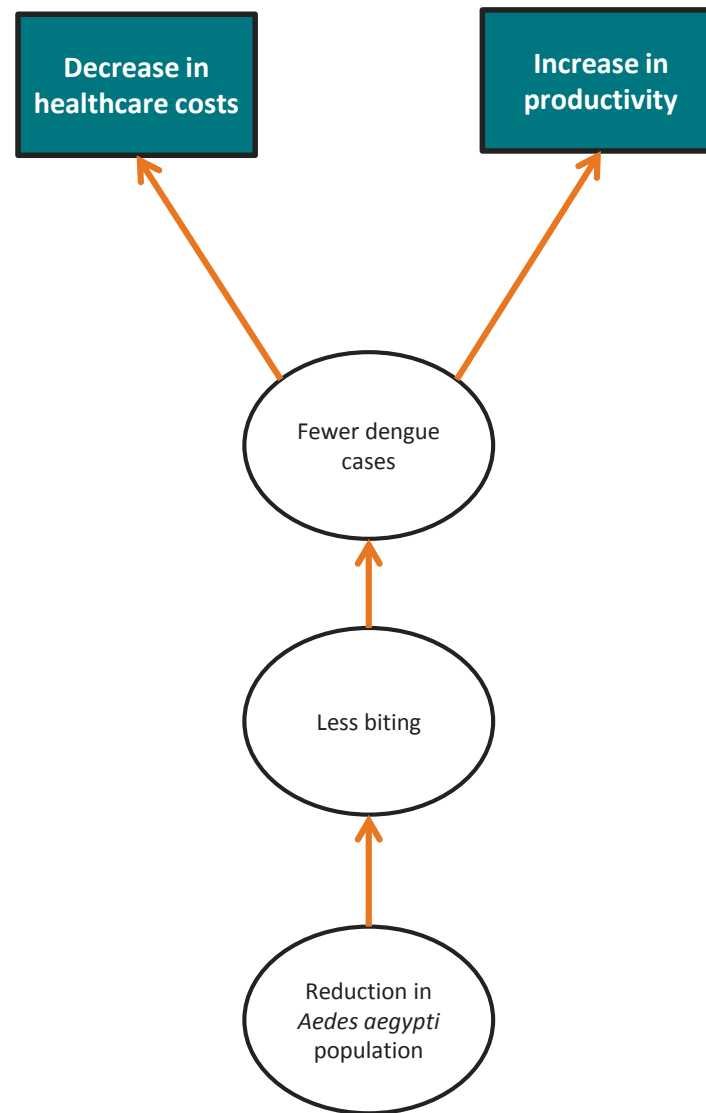 Decrease in
healthcare costs
Increase in
productivity
Fewer dengue
cases
Less biting
Reduction in
Aedes aegypti
population